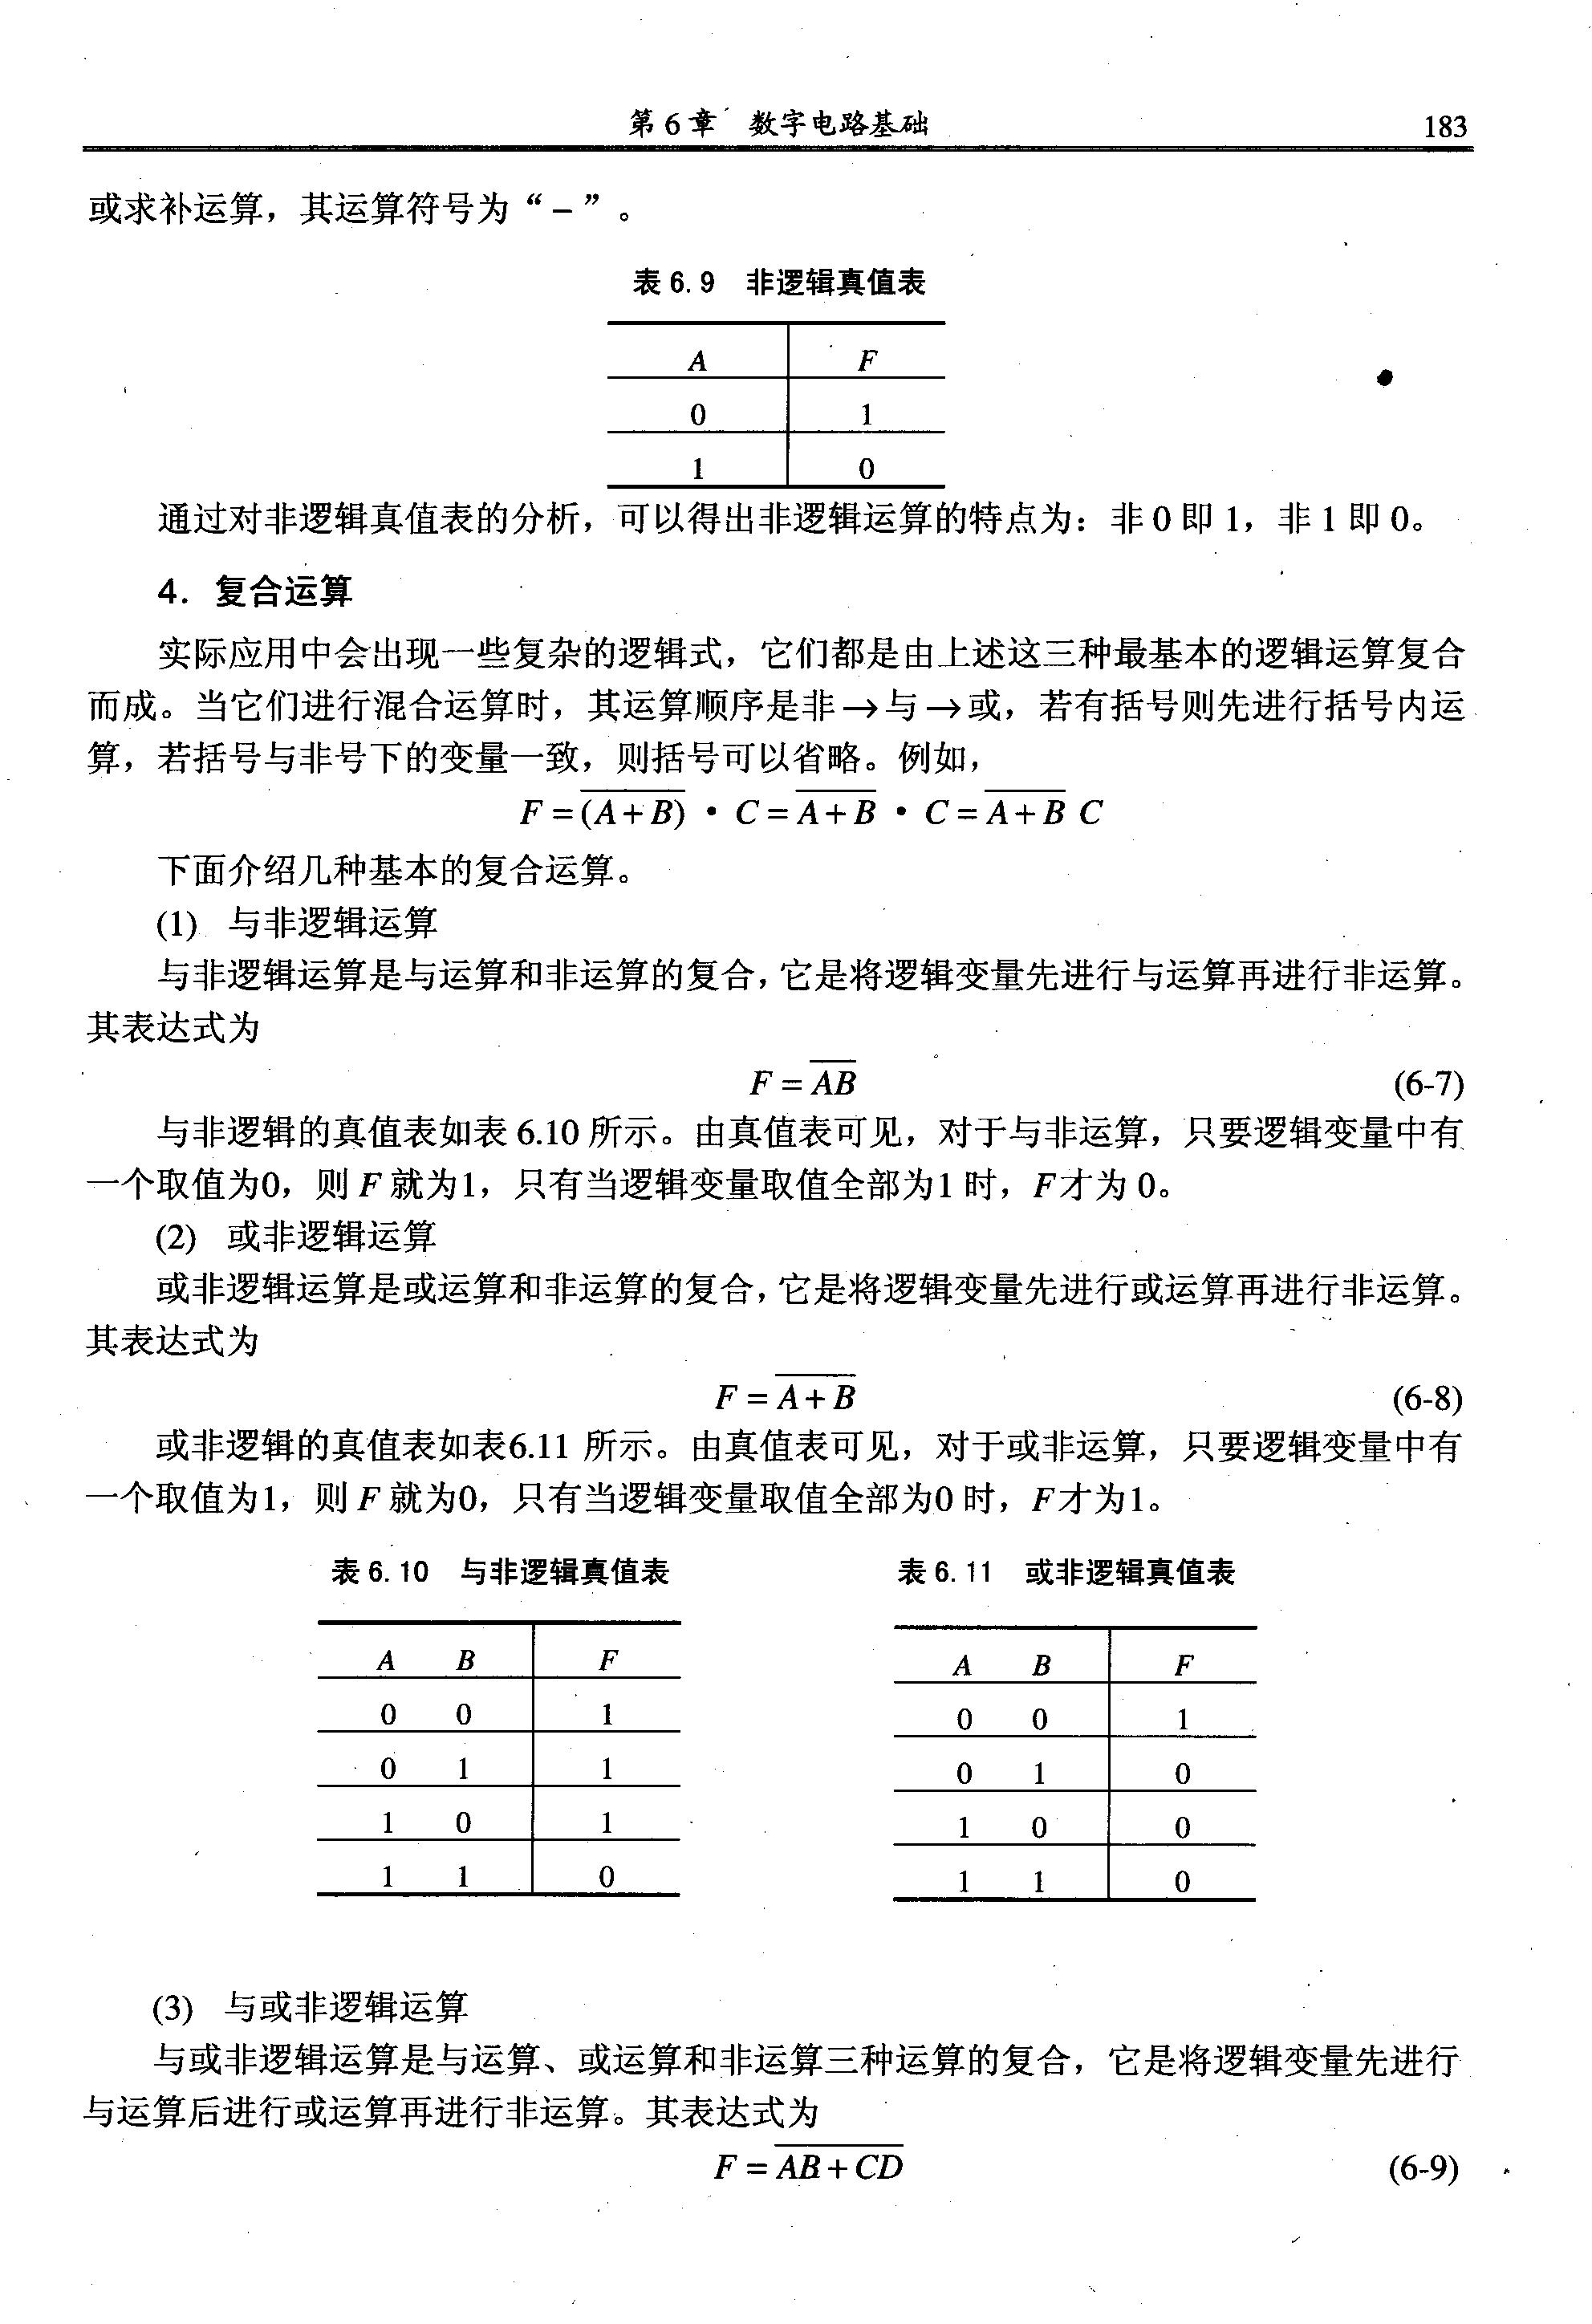 第6章 数字电路基础 183
或求补运算，其运算符号为“－”。
表 6.9 非逻辑真值表
A F
0 1
1 0
通过对非逻辑真值表的分析，可以得出非逻辑运算的特点为：非 0 即 1，非 1 即 0。
4．复合运算
实际应用中会出现一些复杂的逻辑式，它们都是由上述这三种最基本的逻辑运算复合
而成。当它们进行混合运算时，其运算顺序是非→与→或，若有括号则先进行括号内运
算，若括号与非号下的变量一致，则括号可以省略。例如，
$F=\overline{(A+B)}\cdot C=\overline{A+B}\cdot C=\overline{A+B}\,C$
下面介绍几种基本的复合运算。
(1) 与非逻辑运算
与非逻辑运算是与运算和非运算的复合，它是将逻辑变量先进行与运算再进行非运算。
其表达式为
$F=\overline{AB}$ (6-7)
与非逻辑的真值表如表 6.10 所示。由真值表可见，对于与非运算，只要逻辑变量中有
一个取值为0，则 F 就为1，只有当逻辑变量取值全部为1 时，F才为 0。
(2) 或非逻辑运算
或非逻辑运算是或运算和非运算的复合，它是将逻辑变量先进行或运算再进行非运算。
其表达式为
$F=\overline{A+B}$ (6-8)
或非逻辑的真值表如表6.11 所示。由真值表可见，对于或非运算，只要逻辑变量中有
一个取值为1，则 F 就为0，只有当逻辑变量取值全部为0 时，F才为1。
表 6.10 与非逻辑真值表
A B F
0 0 1
0 1 1
1 0 1
1 1 0
表 6.11 或非逻辑真值表
A B F
0 0 1
0 1 0
1 0 0
1 1 0
(3) 与或非逻辑运算
与或非逻辑运算是与运算、或运算和非运算三种运算的复合，它是将逻辑变量先进行
与运算后进行或运算再进行非运算。其表达式为
$F=\overline{AB+CD}$ (6-9)